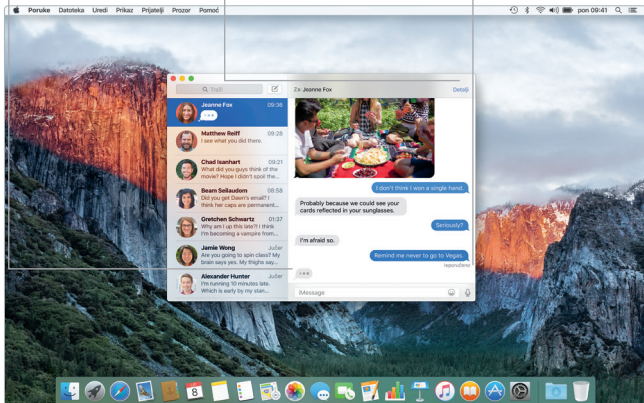 Poruke Datoteka Uredi Prikaz Prijatelji Prozor Pomoć
pon 09:41
Traži
Za: Jeanne Fox
Detalji
Jeanne Fox 09:36
Matthew Reiff 09:28
I see what you did there.
Chad Isanhart 09:21
What did you guys think of the
movie? Hope I didn't spoil the...
Beam Seilaudom 08:58
Did you get Dawn's email? I
think her caps are permanent...
Gretchen Schwartz 01:37
Why am I up this late?! I think
I'm becoming a vampire from...
Jamie Wong Jučer
Are you going to spin class? My
brain says yes. My thighs say...
Alexander Hunter Jučer
I'm running 10 minutes late.
Which is early by my stan...
I don't think I won a single hand.
Probably because we could see your
cards reflected in your sunglasses.
Seriously?
I'm afraid so.
Remind me never to go to Vegas.
Isporučeno
iMessage
8